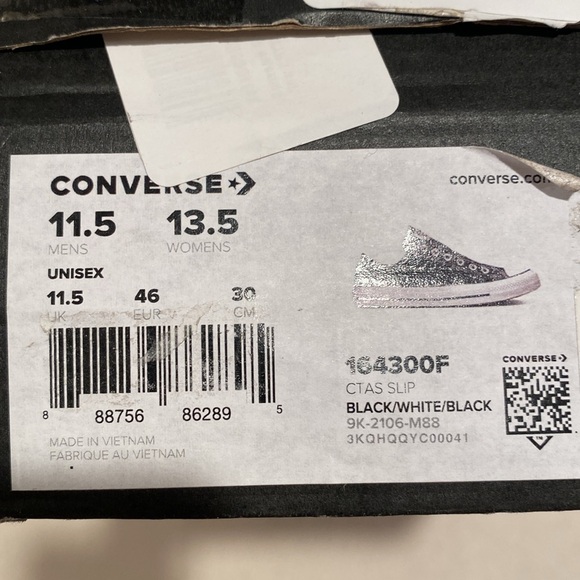 CONVERSE
converse.com
11.5 13.5
MENS WOMENS
UNISEX
11.5 46 30
UK EUR CM
164300F
CTAS SLIP
BLACK/WHITE/BLACK
9K-2106-M88
3KQHQQYC00041
CONVERSE
8 88756 86289 5
MADE IN VIETNAM
FABRIQUE AU VIETNAM